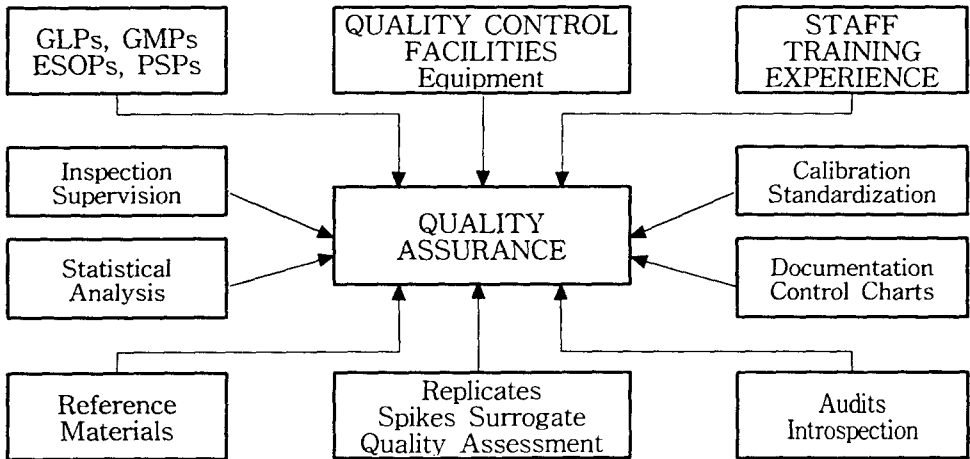 GLPs, GMPs
ESOPs, PSPs
QUALITY CONTROL
FACILITIES
Equipment
STAFF
TRAINING
EXPERIENCE
Inspection
Supervision
QUALITY
ASSURANCE
Calibration
Standardization
Statistical
Analysis
Documentation
Control Charts
Reference
Materials
Replicates
Spikes Surrogate
Quality Assessment
Audits
Introspection